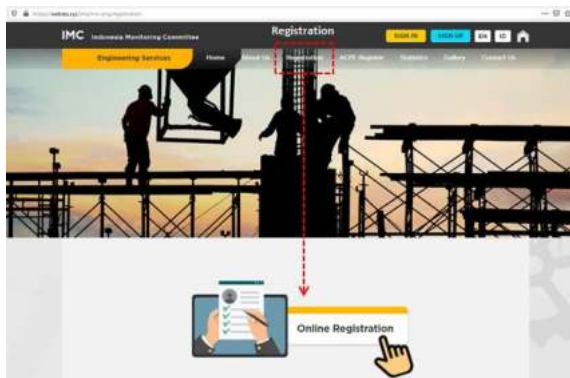 Registration
IMC Indonesia Monitoring Committee
SIGN IN
SIGN UP
EN
ID
Engineering Services
Home
About Us
Registration
ACPE Register
Statistics
Gallery
Contact Us
Online Registration